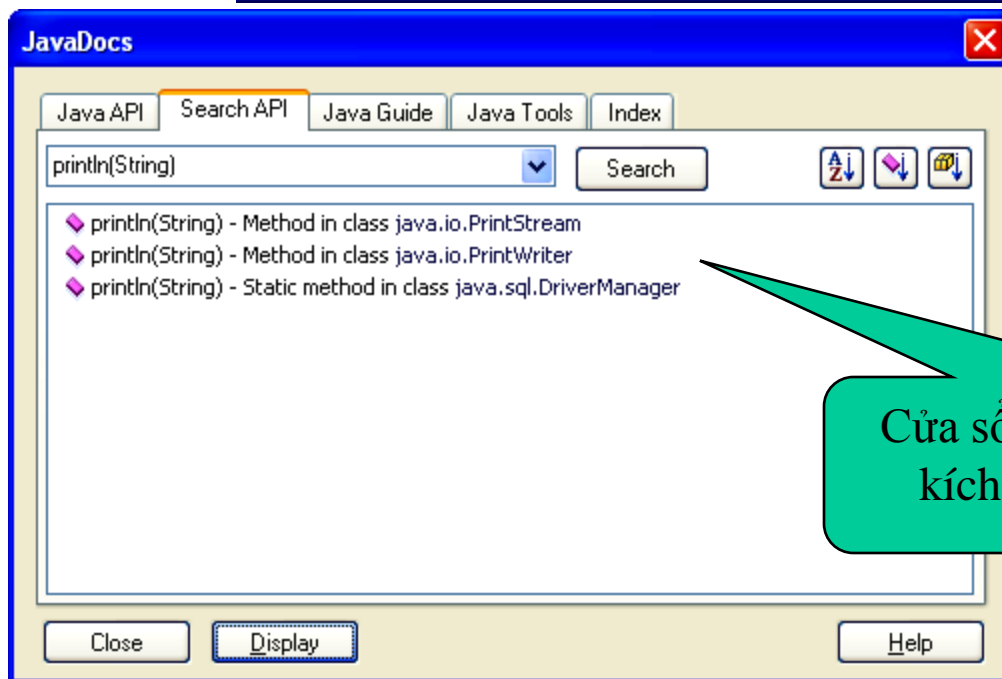 JavaDocs
Java API Search API Java Guide Java Tools Index
println(String) Search
println(String) - Method in class java.io.PrintStream
println(String) - Method in class java.io.PrintWriter
println(String) - Static method in class java.sql.DriverManager
Cửa sổ
kích
Close Display Help